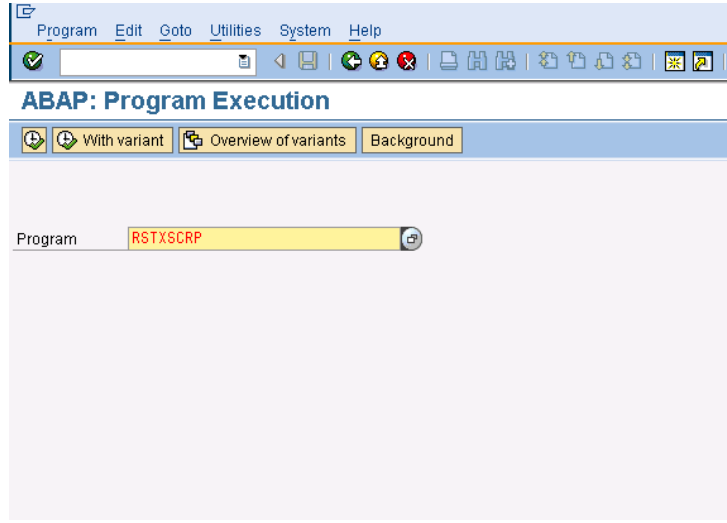 Program Edit Goto Utilities System Help
ABAP: Program Execution
With variant Overview of variants Background
Program RSTXSCRP